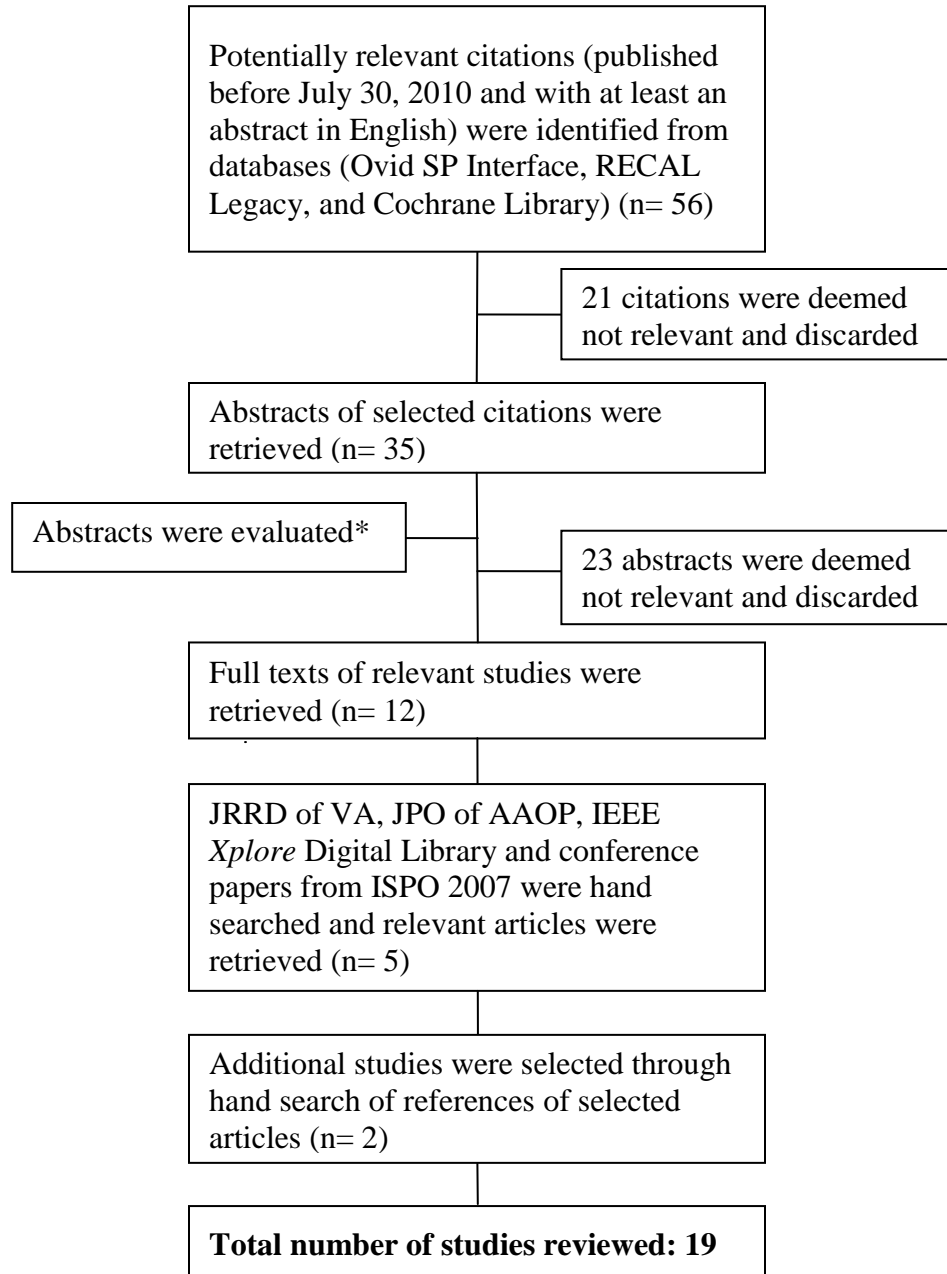 Potentially relevant citations (published
before July 30, 2010 and with at least an
abstract in English) were identified from
databases (Ovid SP Interface, RECAL
Legacy, and Cochrane Library) (n= 56)
21 citations were deemed
not relevant and discarded
Abstracts of selected citations were
retrieved (n= 35)
Abstracts were evaluated*
23 abstracts were deemed
not relevant and discarded
Full texts of relevant studies were
retrieved (n= 12)
JRRD of VA, JPO of AAOP, IEEE
Xplore Digital Library and conference
papers from ISPO 2007 were hand
searched and relevant articles were
retrieved (n= 5)
Additional studies were selected through
hand search of references of selected
articles (n= 2)
Total number of studies reviewed: 19